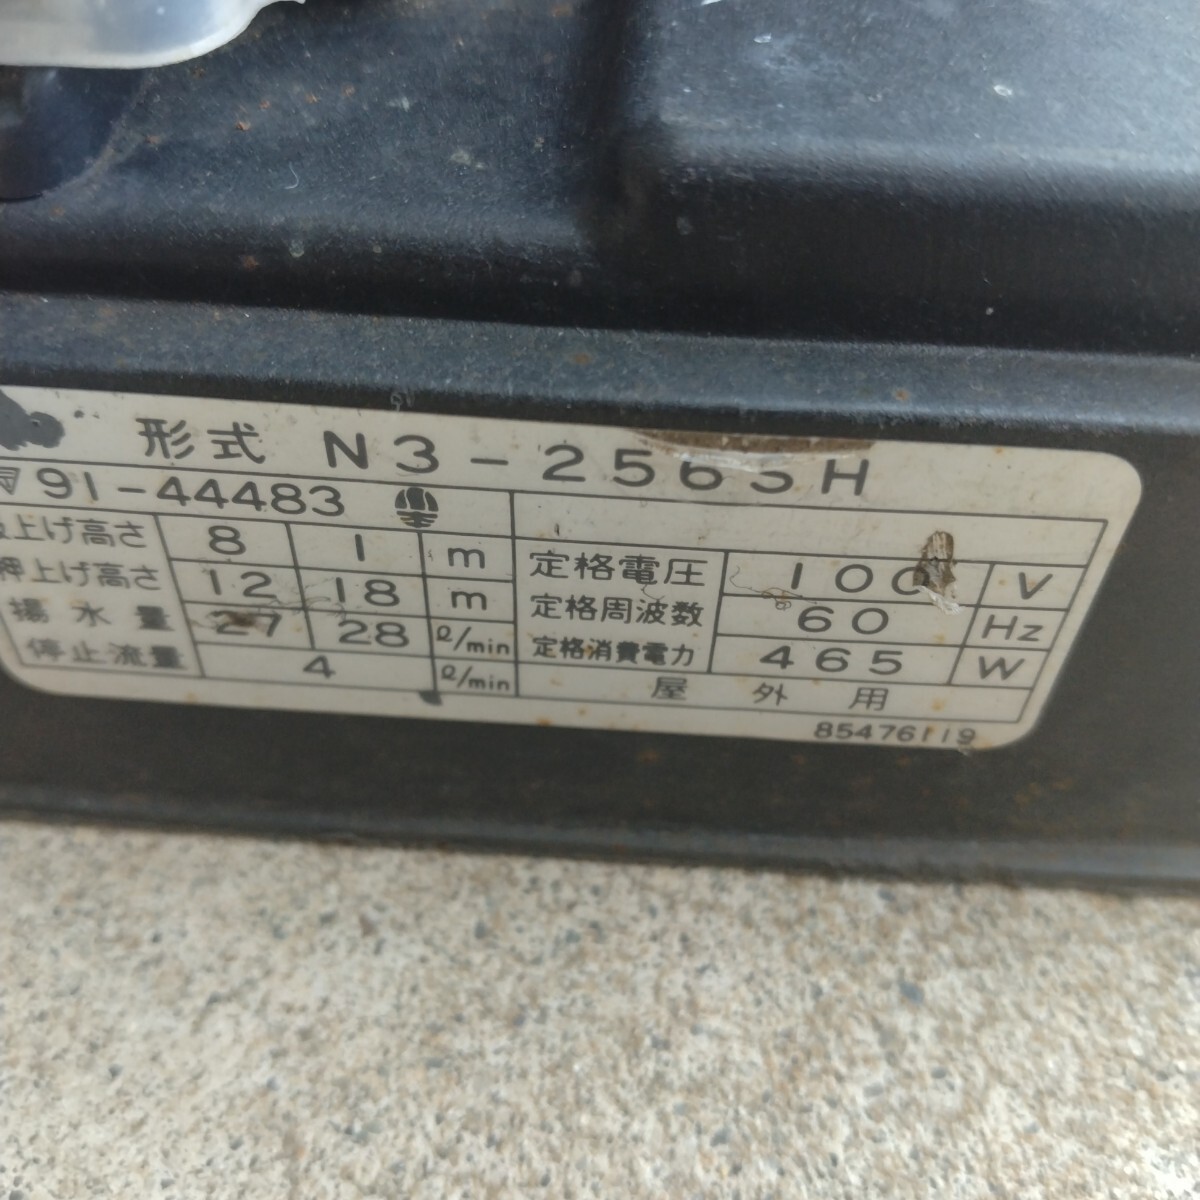 形式 N3-2563H
91-44483
吸上げ高さ 8 1 m
押上げ高さ 12 18 m
揚水量 27 28 ℓ/min
停止流量 4 ℓ/min
定格電圧 100 V
定格周波数 60 Hz
定格消費電力 465 W
屋外用
85476119